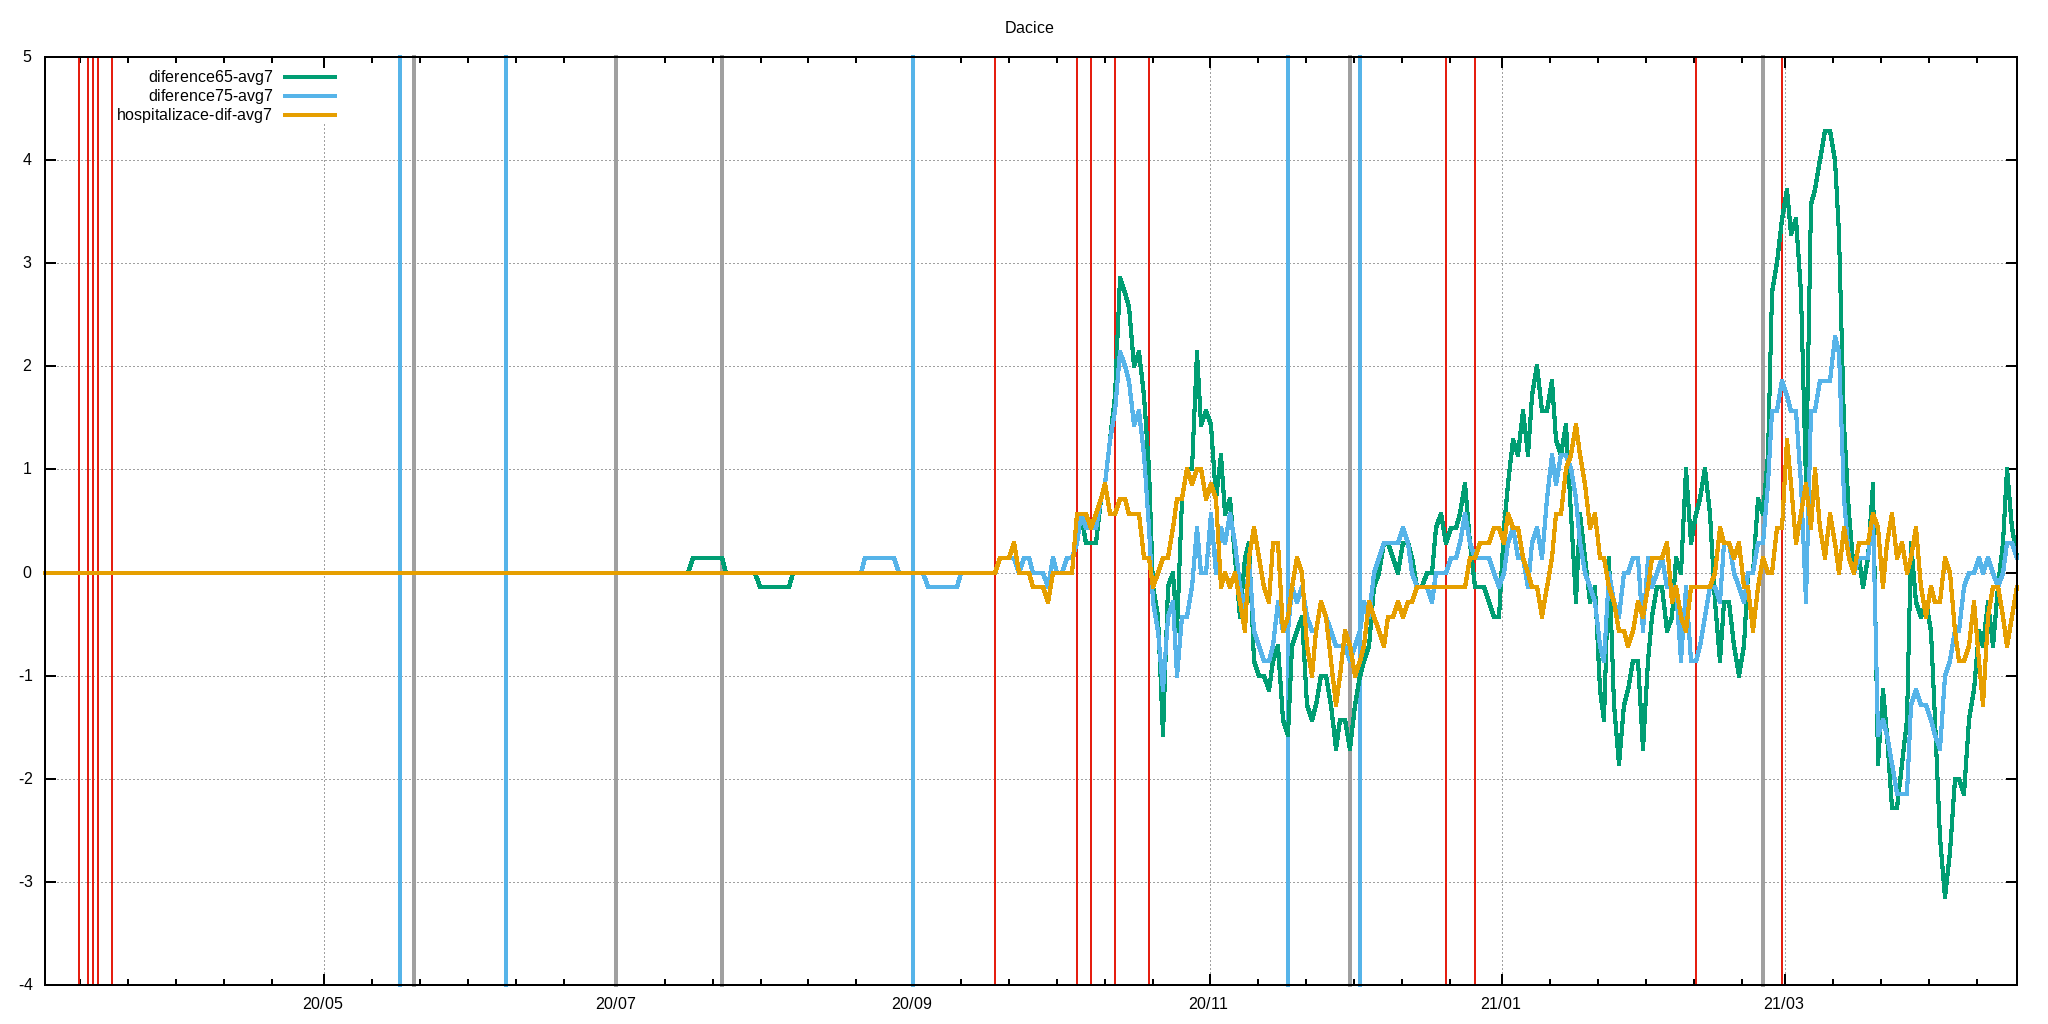 Dacice
diference65-avg7
diference75-avg7
hospitalizace-dif-avg7
5
4
3
2
1
0
-1
-2
-3
-4
20/05 20/07 20/09 20/11 21/01 21/03